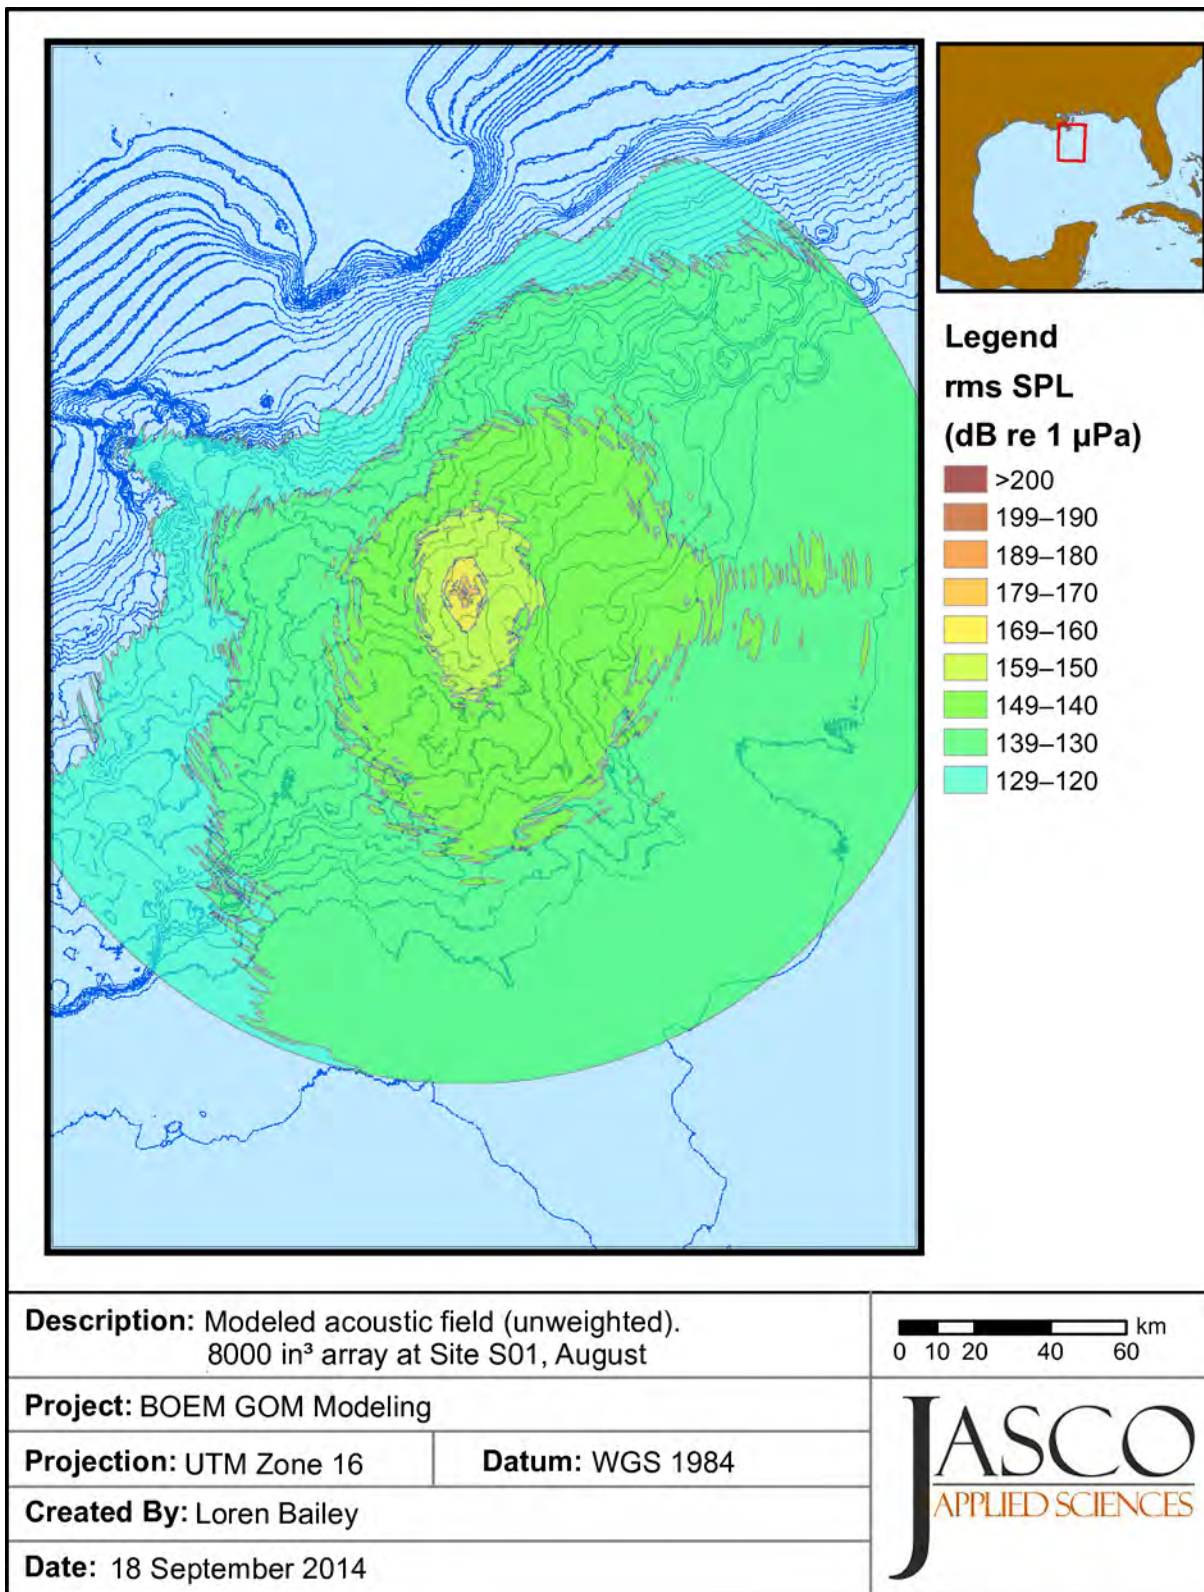 Legend
rms SPL
(dB re 1 µPa)
>200
199–190
189–180
179–170
169–160
159–150
149–140
139–130
129–120
Description: Modeled acoustic field (unweighted).
8000 in³ array at Site S01, August
km
0 10 20 40 60
Project: BOEM GOM Modeling
Projection: UTM Zone 16
Datum: WGS 1984
Created By: Loren Bailey
Date: 18 September 2014
JASCO
APPLIED SCIENCES